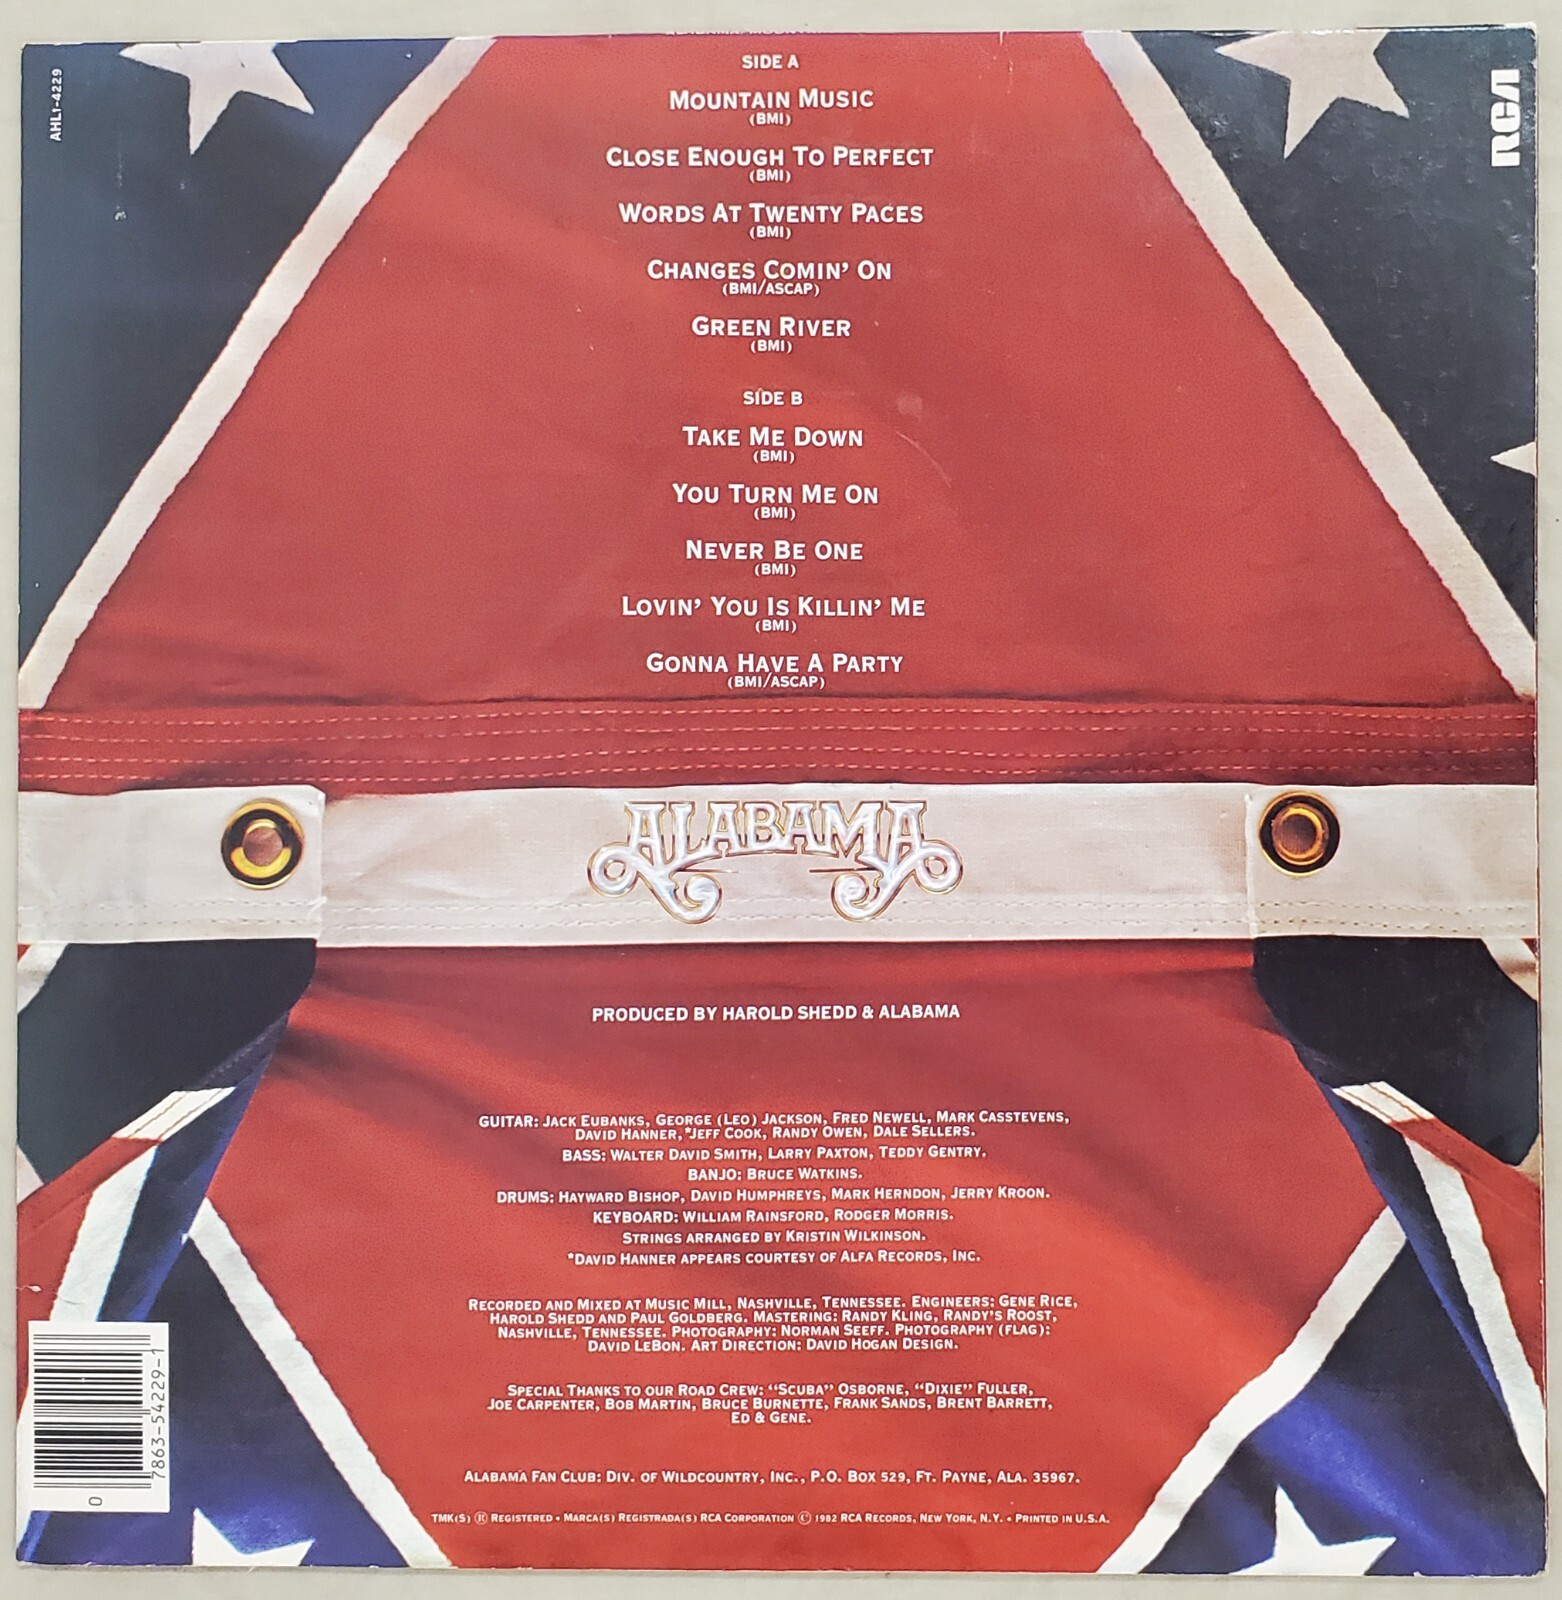 AHL1-4229
RCA
SIDE A
MOUNTAIN MUSIC
(BMI)
CLOSE ENOUGH TO PERFECT
(BMI)
WORDS AT TWENTY PACES
(BMI)
CHANGES COMIN' ON
(BMI/ASCAP)
GREEN RIVER
(BMI)
SIDE B
TAKE ME DOWN
(BMI)
YOU TURN ME ON
(BMI)
NEVER BE ONE
(BMI)
LOVIN' YOU IS KILLIN' ME
(BMI)
GONNA HAVE A PARTY
(BMI/ASCAP)
ALABAMA
PRODUCED BY HAROLD SHEDD & ALABAMA
GUITAR: JACK EUBANKS, GEORGE (LEO) JACKSON, FRED NEWELL, MARK CASSTEVENS,
DAVID HANNER,*JEFF COOK, RANDY OWEN, DALE SELLERS.
BASS: WALTER DAVID SMITH, LARRY PAXTON, TEDDY GENTRY.
BANJO: BRUCE WATKINS.
DRUMS: HAYWARD BISHOP, DAVID HUMPHREYS, MARK HERNDON, JERRY KROON.
KEYBOARD: WILLIAM RAINSFORD, RODGER MORRIS.
STRINGS ARRANGED BY KRISTIN WILKINSON.
*DAVID HANNER APPEARS COURTESY OF ALFA RECORDS, INC.
RECORDED AND MIXED AT MUSIC MILL, NASHVILLE, TENNESSEE. ENGINEERS: GENE RICE,
HAROLD SHEDD AND PAUL GOLDBERG. MASTERING: RANDY KLING, RANDY'S ROOST,
NASHVILLE, TENNESSEE. PHOTOGRAPHY: NORMAN SEEFF. PHOTOGRAPHY (FLAG):
DAVID LEBON. ART DIRECTION: DAVID HOGAN DESIGN.
SPECIAL THANKS TO OUR ROAD CREW: "SCUBA" OSBORNE, "DIXIE" FULLER,
JOE CARPENTER, BOB MARTIN, BRUCE BURNETTE, FRANK SANDS, BRENT BARRETT,
ED & GENE.
ALABAMA FAN CLUB: DIV. OF WILDCOUNTRY, INC., P.O. BOX 529, FT. PAYNE, ALA. 35967.
TMK(S) ® REGISTERED • MARCA(S) REGISTRADA(S) RCA CORPORATION © 1982 RCA RECORDS, NEW YORK, N.Y. • PRINTED IN U.S.A.
0 7863-54229-1